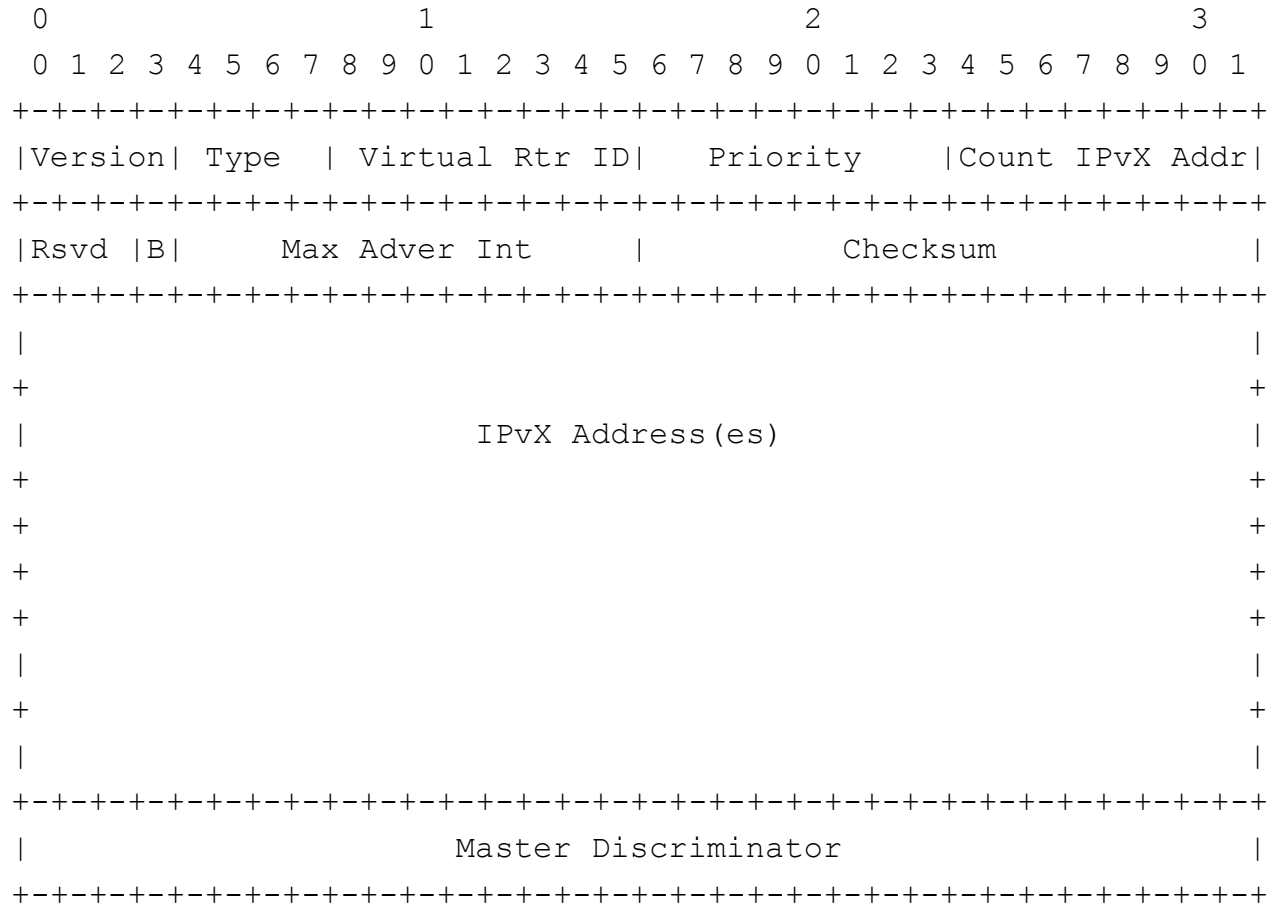 0                   1                   2                   3
 0 1 2 3 4 5 6 7 8 9 0 1 2 3 4 5 6 7 8 9 0 1 2 3 4 5 6 7 8 9 0 1
+-+-+-+-+-+-+-+-+-+-+-+-+-+-+-+-+-+-+-+-+-+-+-+-+-+-+-+-+-+-+-+-+
|Version| Type  | Virtual Rtr ID|   Priority    |Count IPvX Addr|
+-+-+-+-+-+-+-+-+-+-+-+-+-+-+-+-+-+-+-+-+-+-+-+-+-+-+-+-+-+-+-+-+
|Rsvd |B|     Max Adver Int     |          Checksum             |
+-+-+-+-+-+-+-+-+-+-+-+-+-+-+-+-+-+-+-+-+-+-+-+-+-+-+-+-+-+-+-+-+
|                                                               |
+                                                               +
|                       IPvX Address(es)                        |
+                                                               +
+                                                               +
+                                                               +
+                                                               +
|                                                               |
+                                                               +
|                                                               |
+-+-+-+-+-+-+-+-+-+-+-+-+-+-+-+-+-+-+-+-+-+-+-+-+-+-+-+-+-+-+-+-+
|                      Master Discriminator                     |
+-+-+-+-+-+-+-+-+-+-+-+-+-+-+-+-+-+-+-+-+-+-+-+-+-+-+-+-+-+-+-+-+